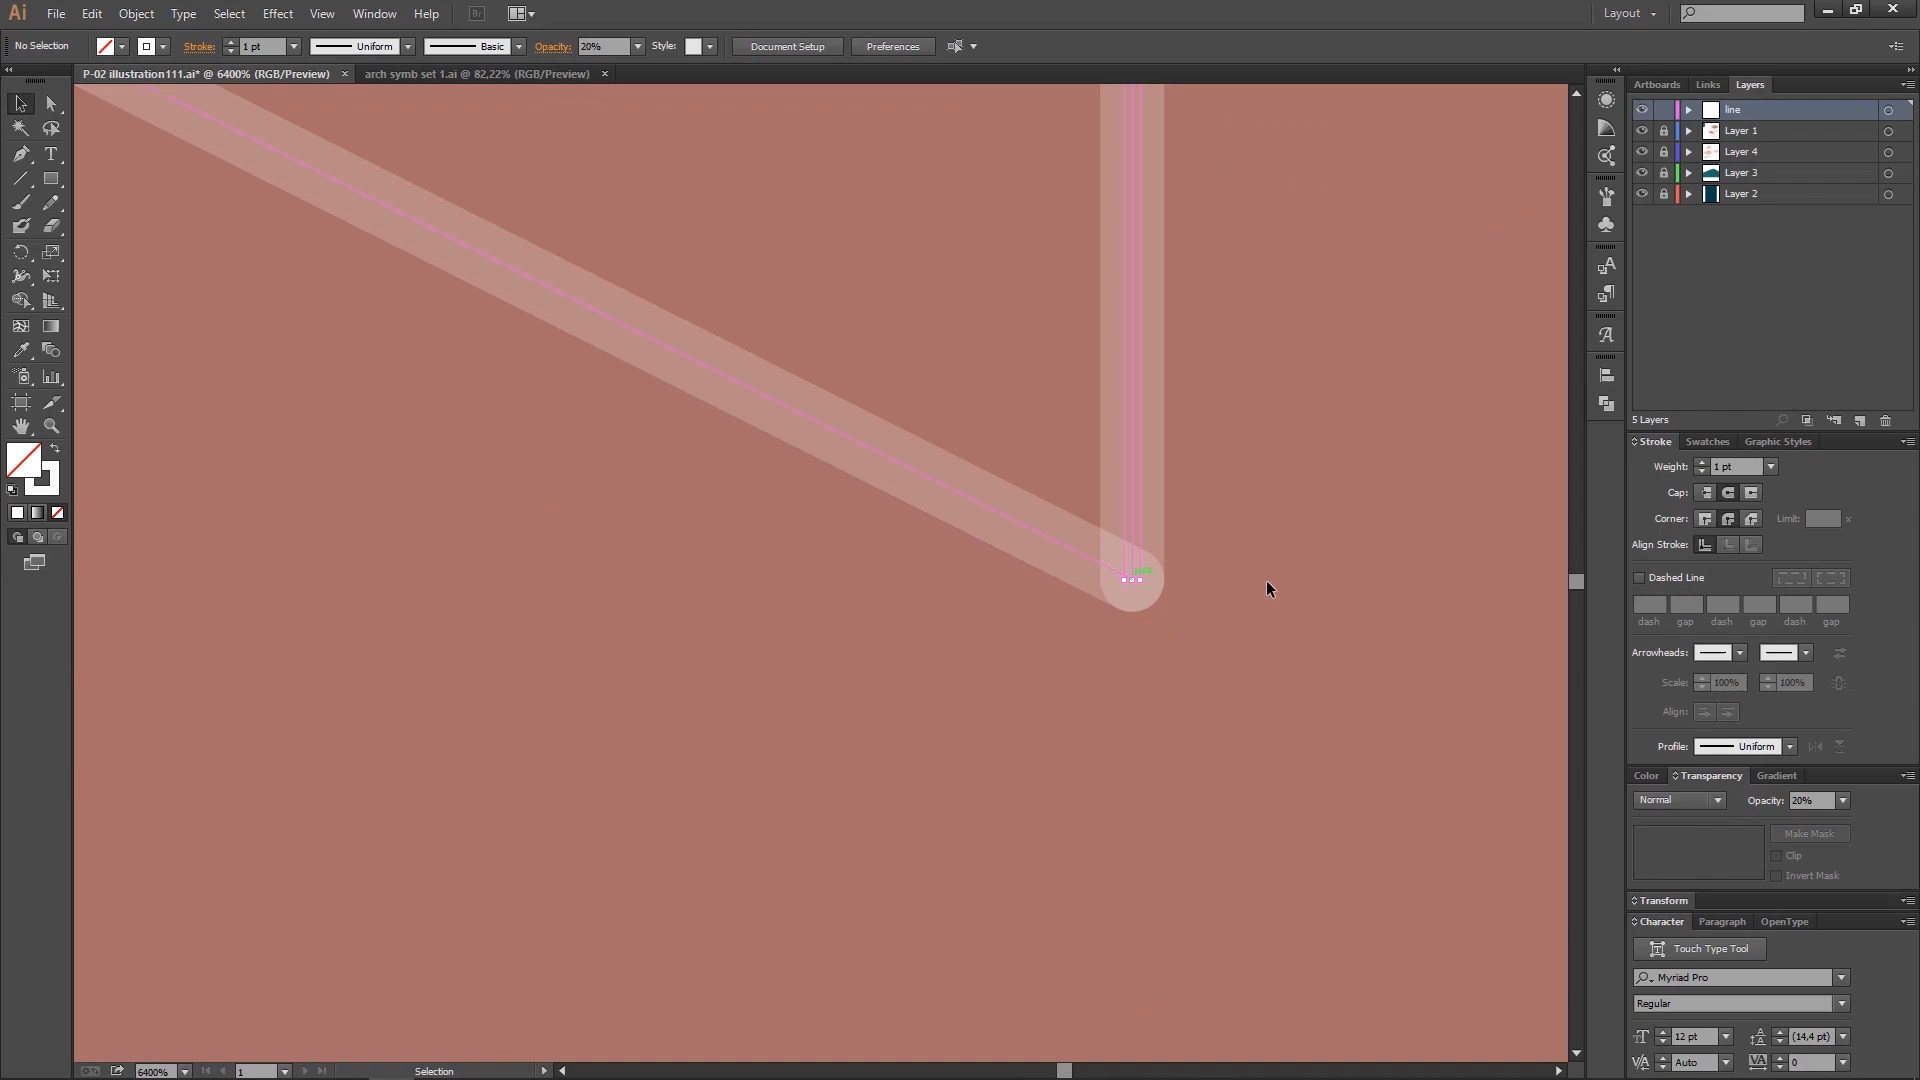 Ai File Edit Object Type Select Effect View Window Help Br Layout
No Selection Stroke: 1 pt Uniform Basic Opacity: 20% Style: Document Setup Preferences
P-02 illustration111.ai* @ 6400% (RGB/Preview) × arch symb set 1.ai @ 82,22% (RGB/Preview) ×
Artboards Links Layers
line
Layer 1
Layer 4
Layer 3
Layer 2
5 Layers
Stroke Swatches Graphic Styles
Weight: 1 pt
Cap:
Corner: Limit: x
Align Stroke:
Dashed Line
dash gap dash gap dash gap
Arrowheads:
Scale: 100% 100%
Align:
Profile: Uniform
Color Transparency Gradient
Normal Opacity: 20%
Make Mask
Clip
Invert Mask
Transform
Character Paragraph OpenType
Touch Type Tool
Myriad Pro
Regular
12 pt (14,4 pt)
Auto 0
6400% 1 Selection